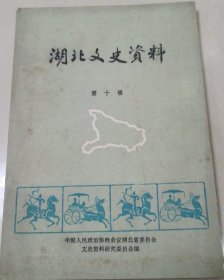 湖北文史資料
第十辑
中国人民政治协商会议湖北省委员会
文史资料研究委员会编